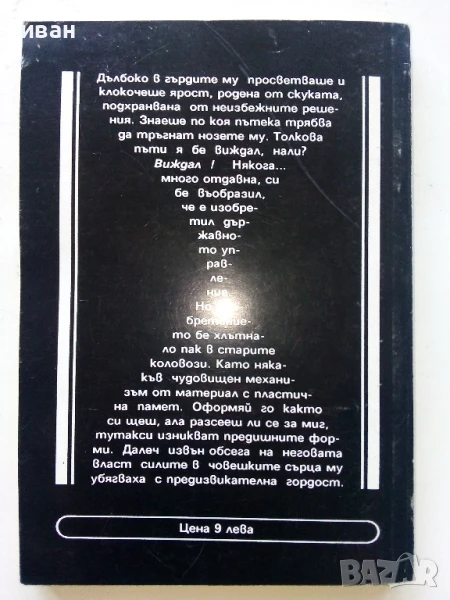 иван
Дълбоко в гърдите му просветваше и
клокочеше ярост, родена от скуката,
подхранвана от неизбежните реше-
ния. Знаеше по коя пътека трябва
да тръгнат нозете му. Толкова
пъти я бе виждал, нали?
Виждал ! Някога...
много отдавна, си
бе въобразил,
че е изобре-
тил дър-
жавно-
то уп-
рав-
ле-
ние.
Но
то бе хлътна-
ло пак в старите
коловози. Като няка-
къв чудовищен механи-
зъм от материал с пластич-
на памет. Оформяй го както
си щеш, ала разсееш ли се за миг,
тутакси изникват предишните фор-
ми. Далеч извън обсега на неговата
власт силите в човешките сърца му
убягваха с предизвикателна гордост.
Цена 9 лева
BAZAR